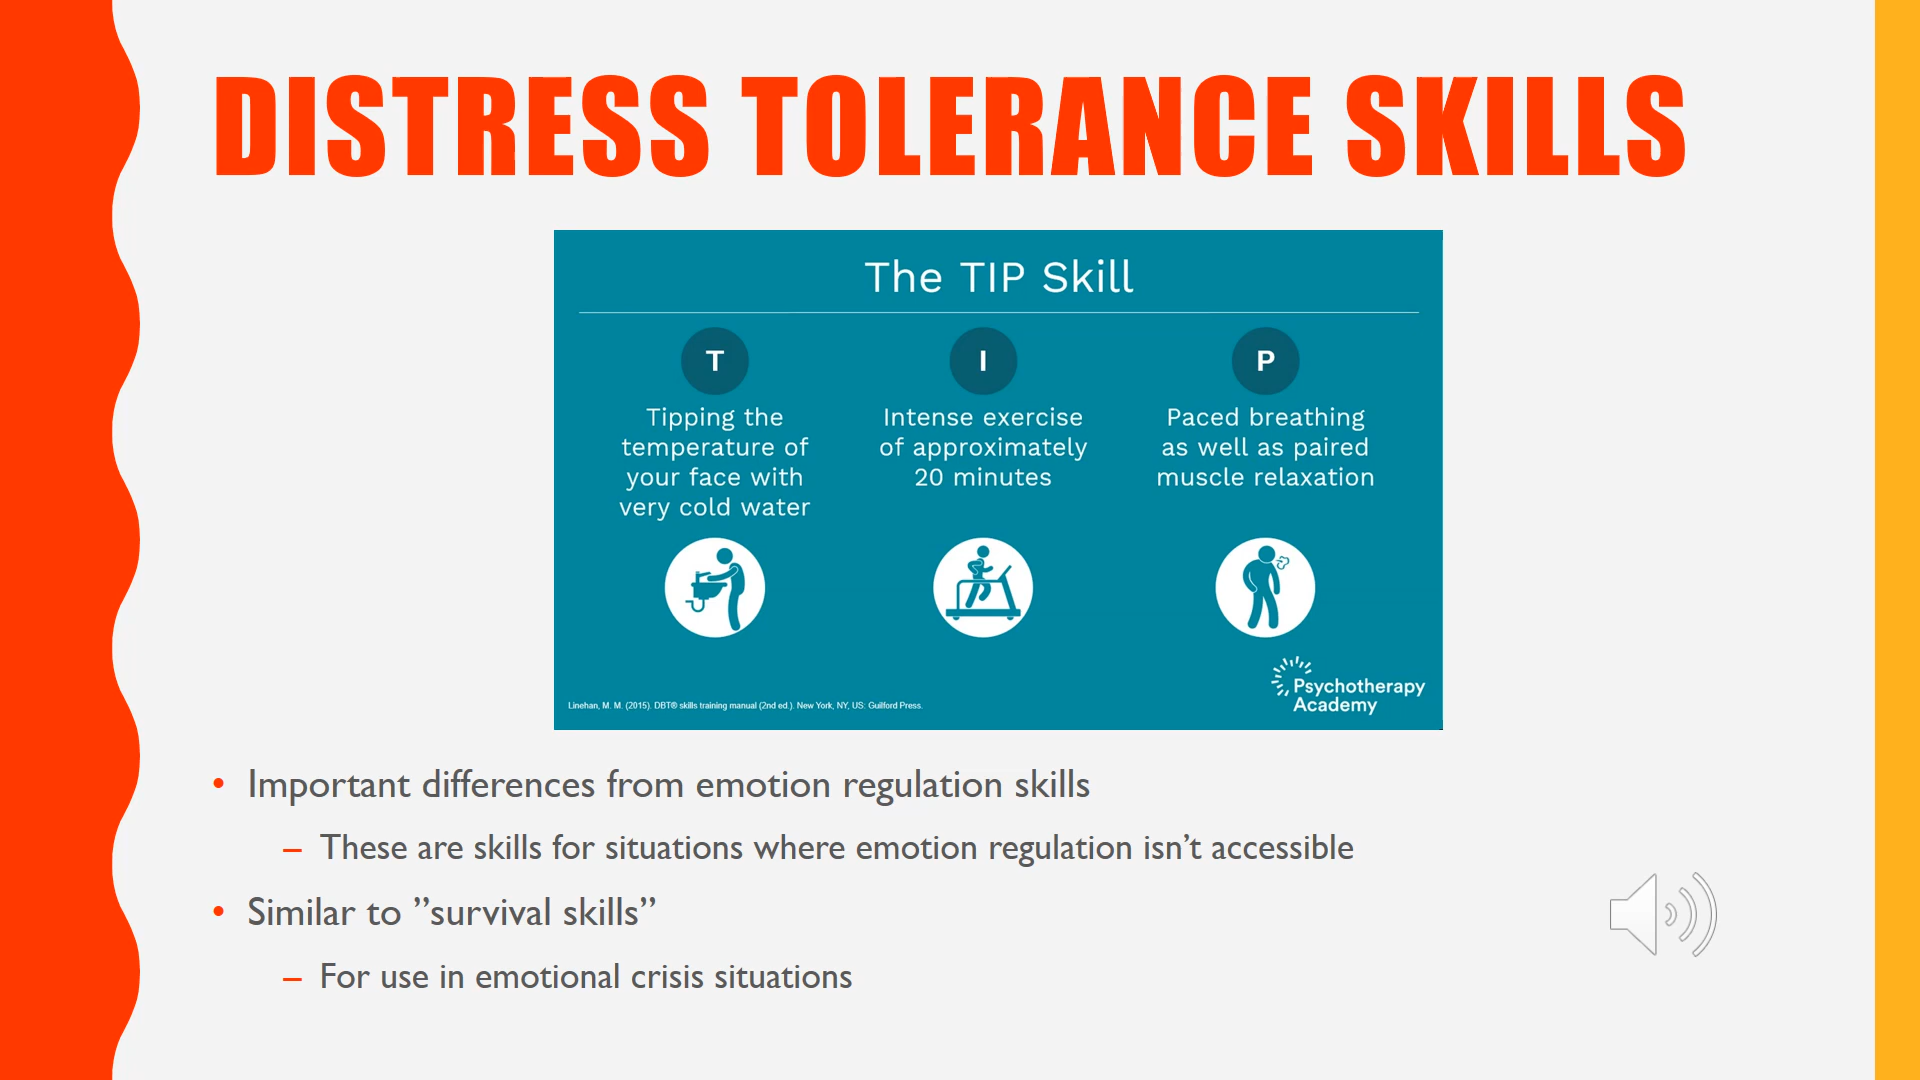 DISTRESS TOLERANCE SKILLS
The TIP Skill
T
Tipping the
temperature of
your face with
very cold water
I
Intense exercise
of approximately
20 minutes
P
Paced breathing
as well as paired
muscle relaxation
Linehan, M. M. (2015). DBT® skills training manual (2nd ed.). New York, NY, US: Guilford Press.
Psychotherapy
Academy
• Important differences from emotion regulation skills
– These are skills for situations where emotion regulation isn’t accessible
• Similar to ”survival skills”
– For use in emotional crisis situations